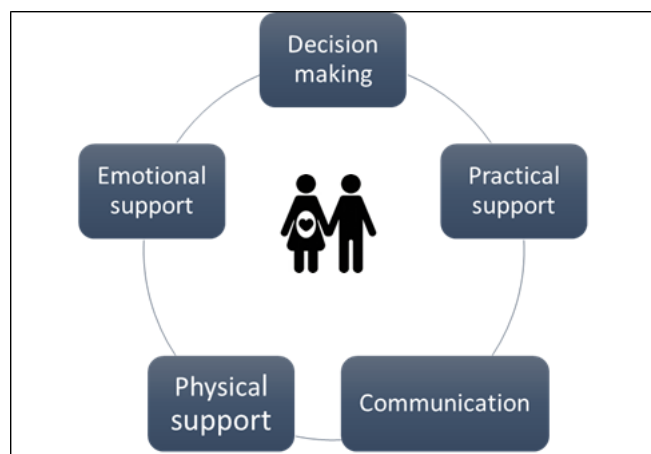 Decision
making
Emotional
support
Practical
support
Physical
support
Communication